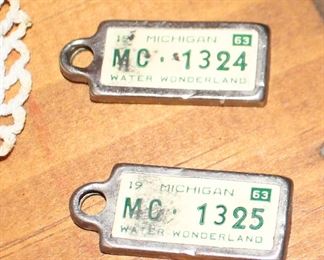 19 MICHIGAN 63
MC · 1324
WATER WONDERLAND
19 MICHIGAN 63
MC · 1325
WATER WONDERLAND